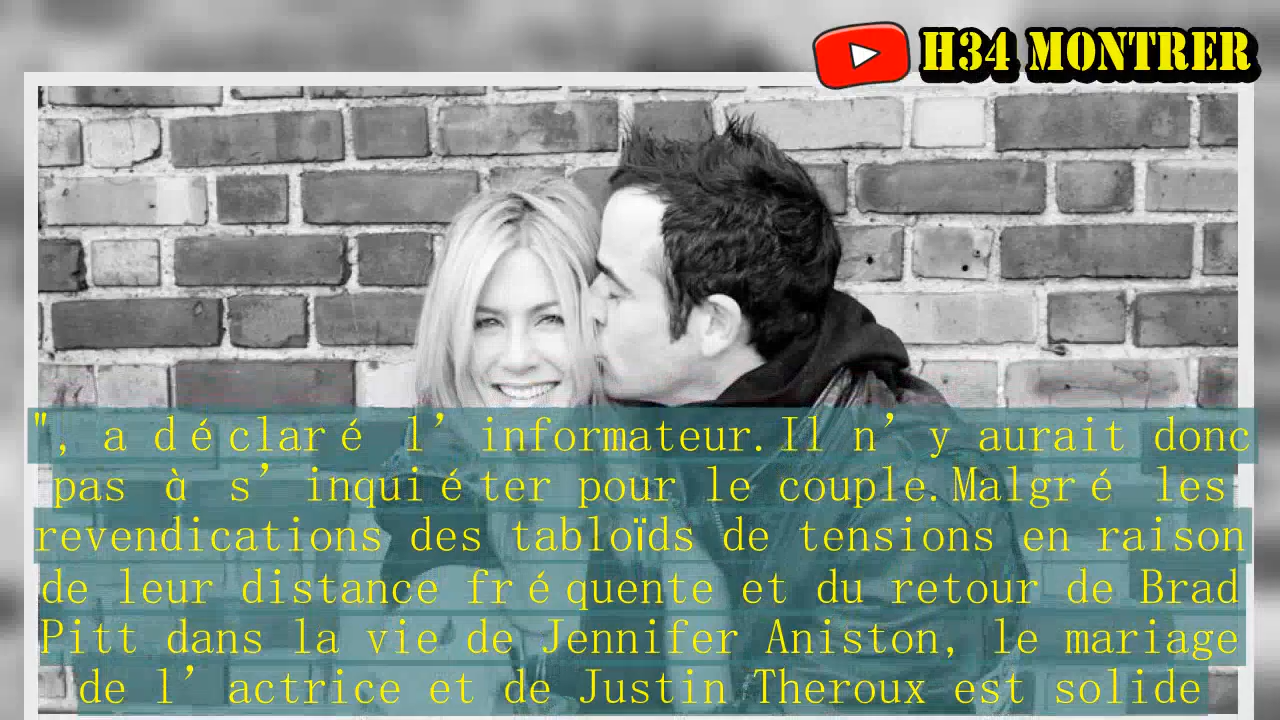 H34 MONTRER
", a déclaré l’informateur.Il n’y aurait donc
pas à s’inquiéter pour le couple.Malgré les
revendications des tabloïds de tensions en raison
de leur distance fréquente et du retour de Brad
Pitt dans la vie de Jennifer Aniston, le mariage
de l’actrice et de Justin Theroux est solide